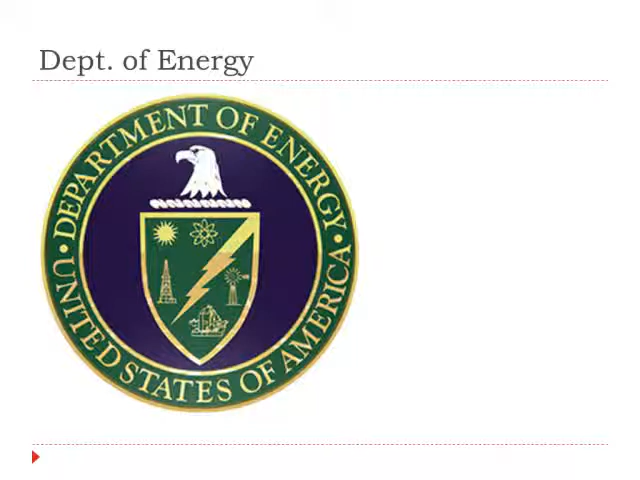 Dept. of Energy
DEPARTMENT OF ENERGY
UNITED STATES OF AMERICA